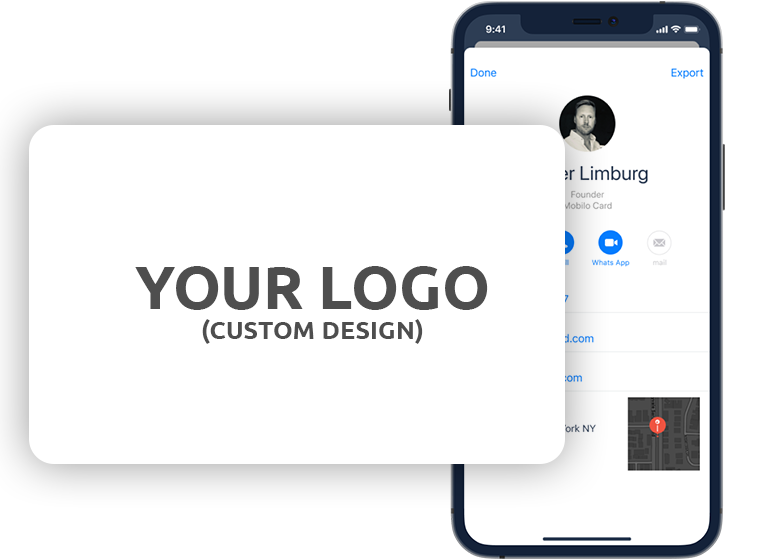 9:41
Done
Export
er Limburg
Founder
Mobilo Card
Whats App
mail
YOUR LOGO
(CUSTOM DESIGN)
7
d.com
.com
York NY